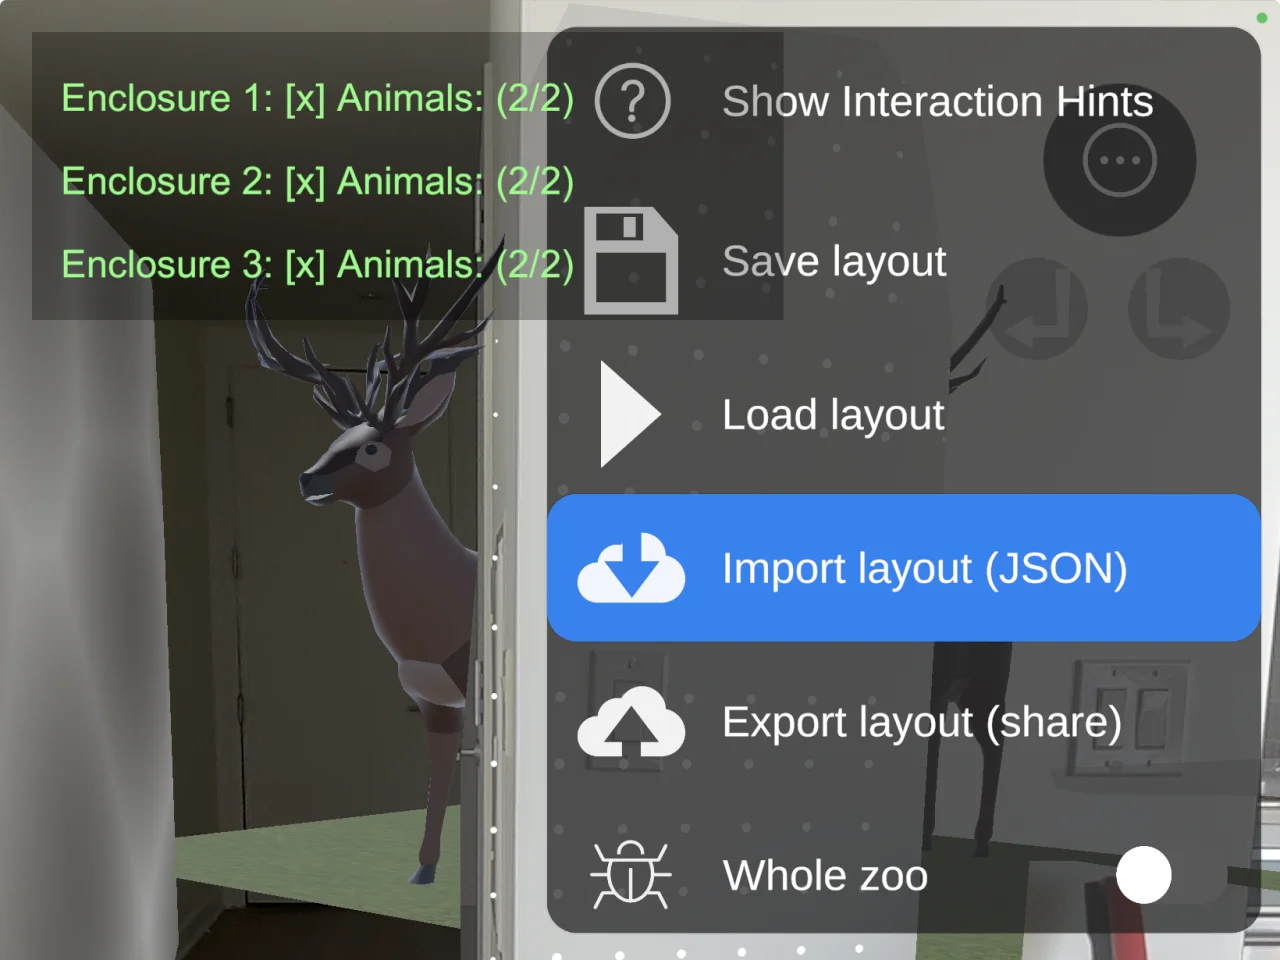 Enclosure 1: [x] Animals: (2/2)
Enclosure 2: [x] Animals: (2/2)
Enclosure 3: [x] Animals: (2/2)
?
Show Interaction Hints
Save layout
Load layout
Import layout (JSON)
Export layout (share)
Whole zoo